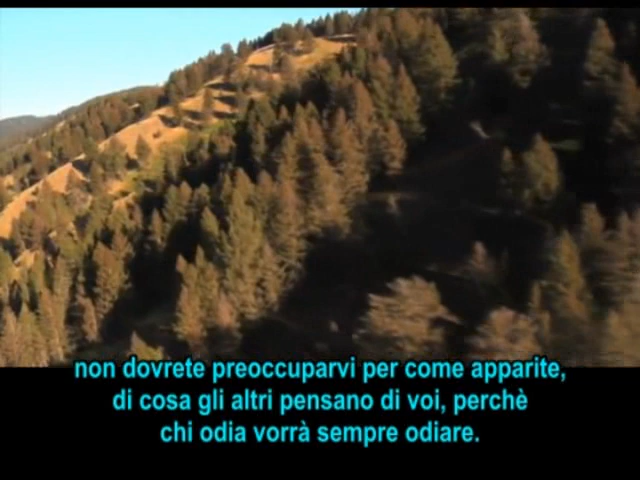 non dovrete preoccuparvi per come apparite,
di cosa gli altri pensano di voi, perchè
chi odia vorrà sempre odiare.